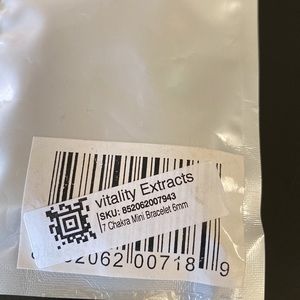 vitality Extracts
SKU: 852062007943
7 Chakra Mini Bracelet 6mm
2062 00718 9